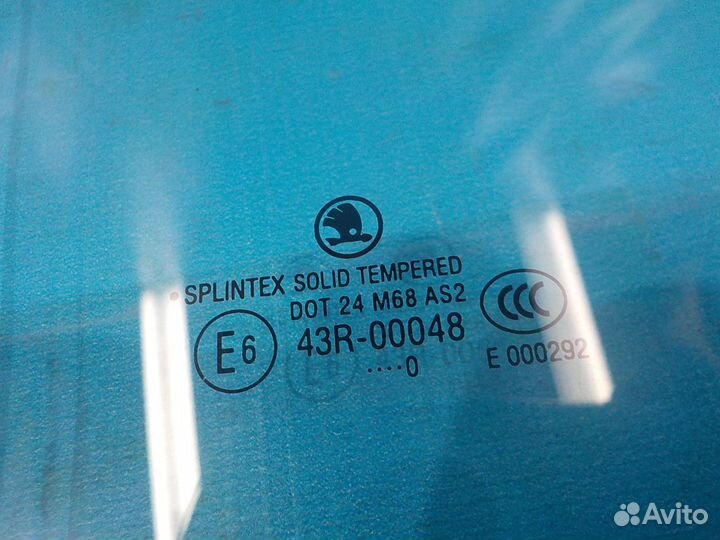 SPLINTEX SOLID TEMPERED
DOT 24 M68 AS2
CCC
E6
43R-00048
E 000292
....0
Avito